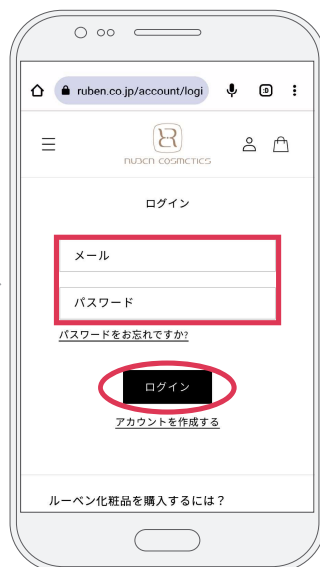 ruben.co.jp/account/logi
:D
RUBEN COSMETICS
ログイン
メール
パスワード
パスワードをお忘れですか?
ログイン
アカウントを作成する
ルーベン化粧品を購入するには？